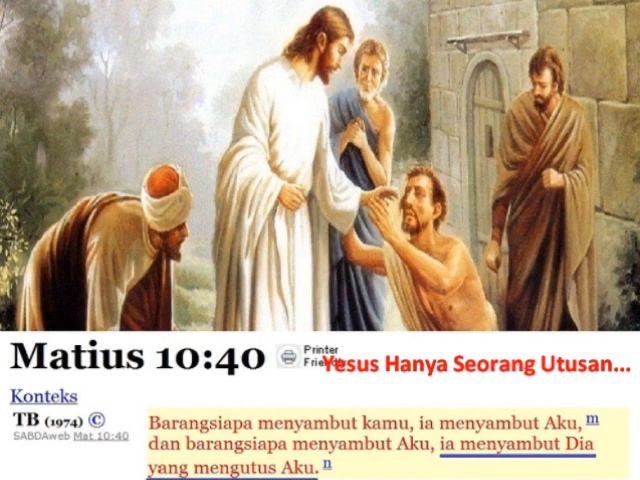 Matius 10:40
Printer
Friendly
Yesus Hanya Seorang Utusan...
Konteks
TB (1974) ©
SABDAweb Mat 10:40
Barangsiapa menyambut kamu, ia menyambut Aku, m
dan barangsiapa menyambut Aku, ia menyambut Dia
yang mengutus Aku. n